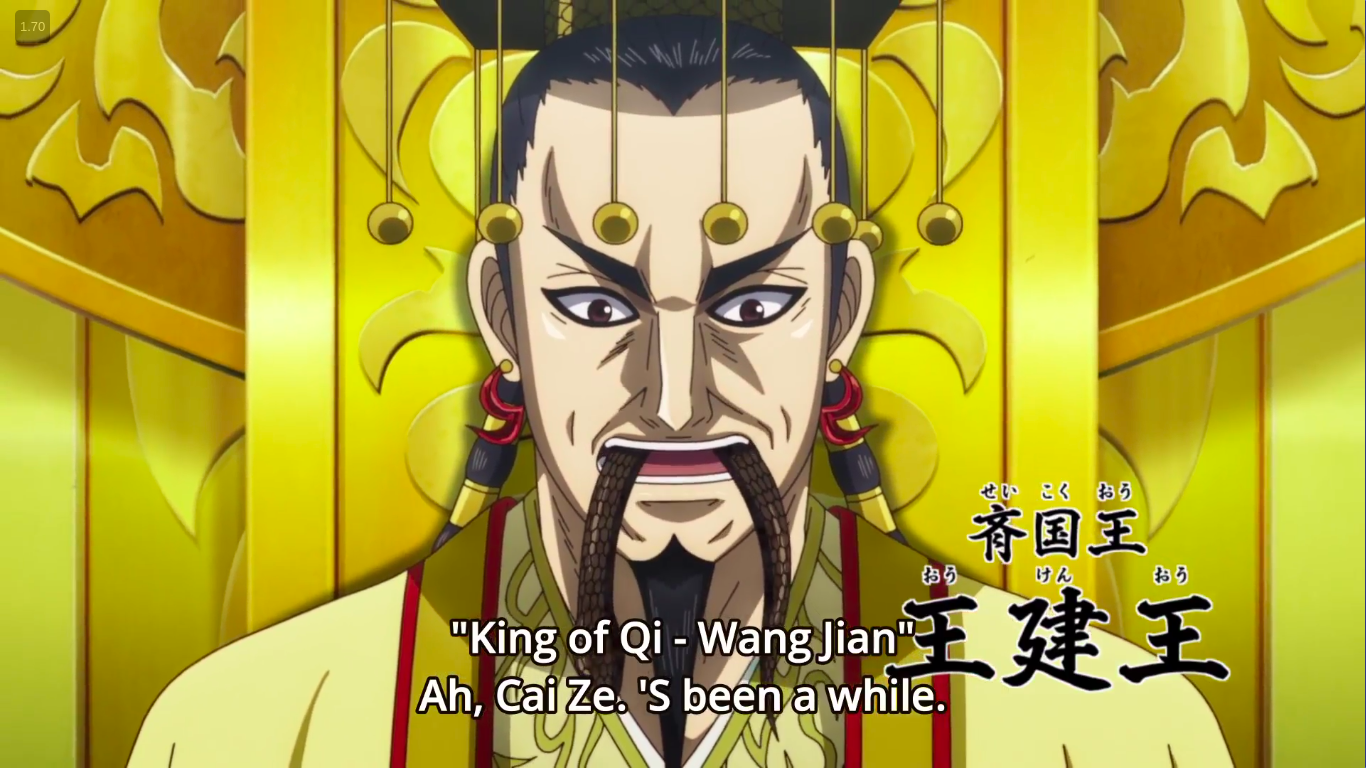 1.70
せい こく おう
斉国王
おう けん おう
王建王
"King of Qi - Wang Jian"
Ah, Cai Ze. 'S been a while.